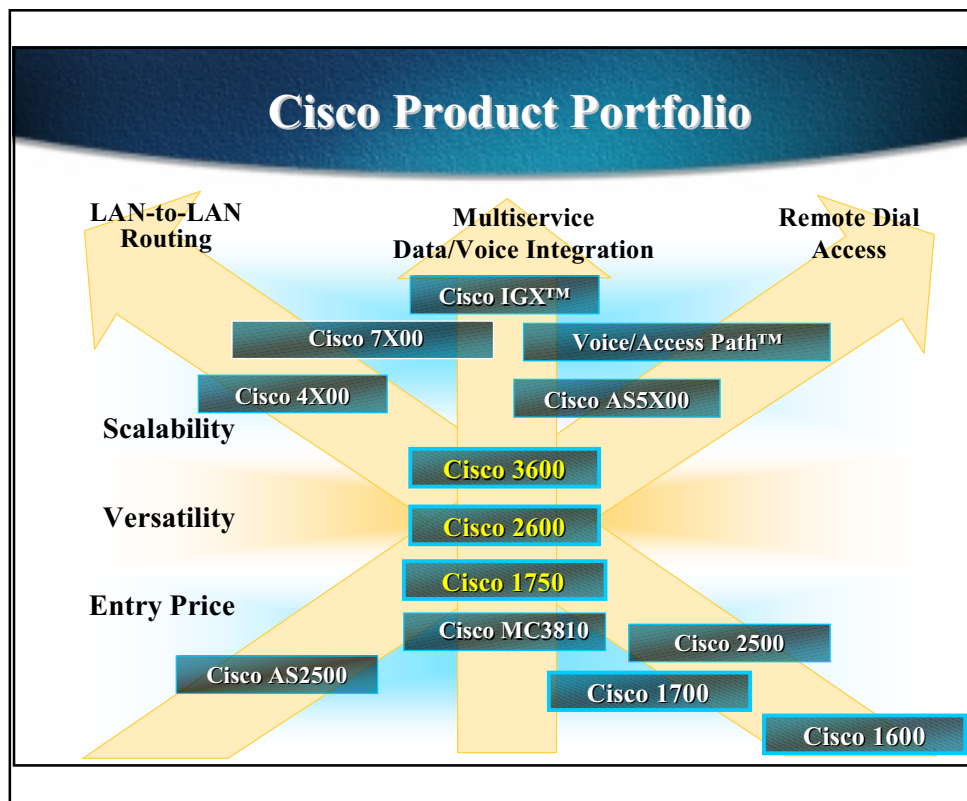 Cisco Product Portfolio
LAN-to-LAN
Routing
Multiservice
Data/Voice Integration
Remote Dial
Access
Cisco IGX™
Cisco 7X00
Voice/Access Path™
Cisco 4X00
Cisco AS5X00
Scalability
Cisco 3600
Versatility
Cisco 2600
Cisco 1750
Entry Price
Cisco MC3810
Cisco 2500
Cisco AS2500
Cisco 1700
Cisco 1600